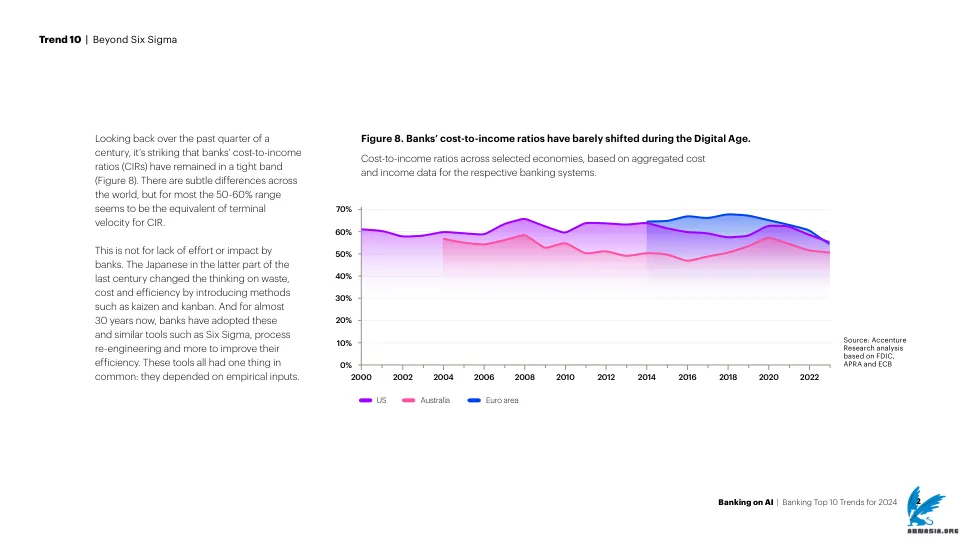 Trend 10 | Beyond Six Sigma
Looking back over the past quarter of a
century, it's striking that banks' cost-to-income
ratios (CIRs) have remained in a tight band
(Figure 8). There are subtle differences across
the world, but for most the 50-60% range
seems to be the equivalent of terminal
velocity for CIR.
This is not for lack of effort or impact by
banks. The Japanese in the latter part of the
last century changed the thinking on waste,
cost and efficiency by introducing methods
such as kaizen and kanban. And for almost
30 years now, banks have adopted these
and similar tools such as Six Sigma, process
re-engineering and more to improve their
efficiency. These tools all had one thing in
common: they depended on empirical inputs.
Figure 8. Banks' cost-to-income ratios have barely shifted during the Digital Age.
Cost-to-income ratios across selected economies, based on aggregated cost
and income data for the respective banking systems.
70%
60%
50%
40%
30%
20%
10%
0%
2000 2002 2004 2006 2008 2010 2012 2014 2016 2018 2020 2022
US Australia Euro area
Source: Accenture
Research analysis
based on FDIC,
APRA and ECB
Banking on AI | Banking Top 10 Trends for 2024
2
ASNASIA.ORG